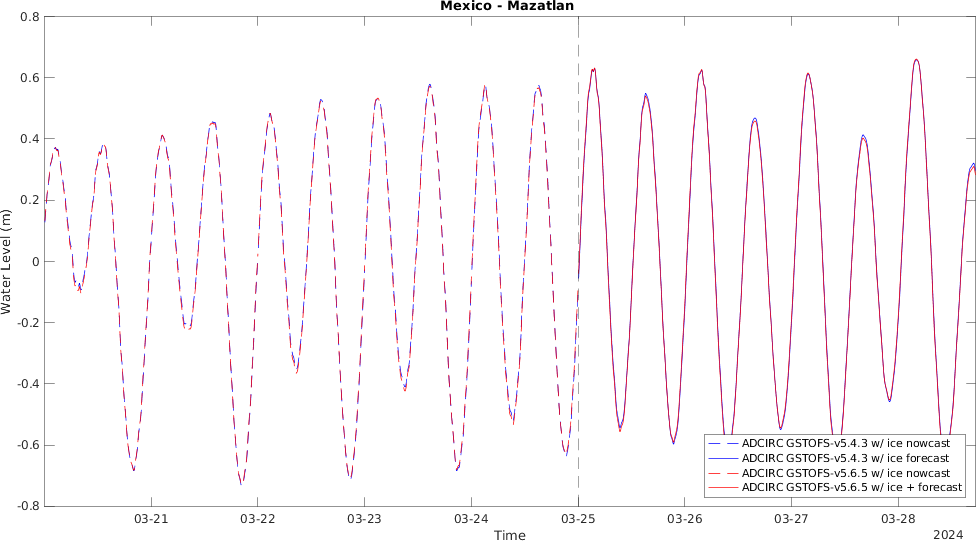 Mexico - Mazatlan
0.8
0.6
0.4
0.2
0
-0.2
-0.4
-0.6
-0.8
Water Level (m)
ADCIRC GSTOFS-v5.4.3 w/ ice nowcast
ADCIRC GSTOFS-v5.4.3 w/ ice forecast
ADCIRC GSTOFS-v5.6.5 w/ ice nowcast
ADCIRC GSTOFS-v5.6.5 w/ ice + forecast
03-21 03-22 03-23 03-24 03-25 03-26 03-27 03-28
Time
2024